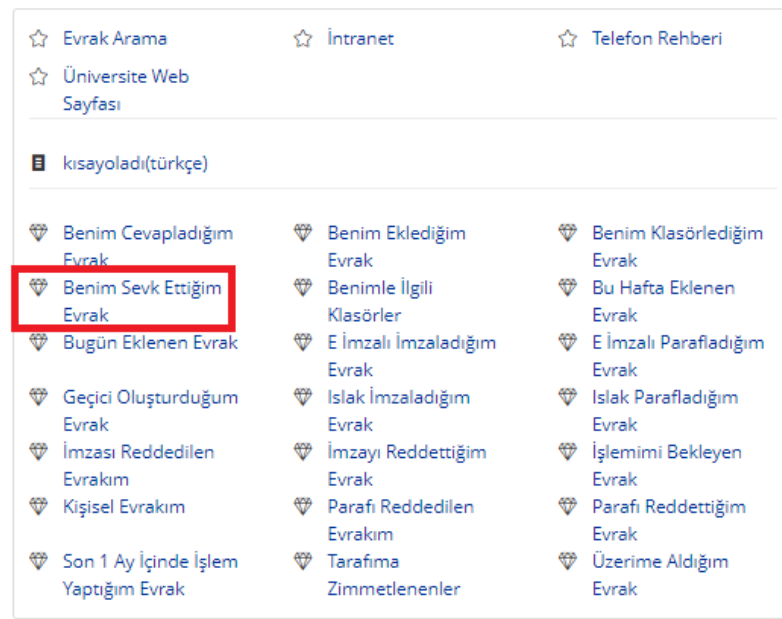 Evrak Arama
İntranet
Telefon Rehberi
Üniversite Web
Sayfası
kısayoladı(türkçe)
Benim Cevapladığım
Evrak
Benim Eklediğim
Evrak
Benim Klasörlediğim
Evrak
Benim Sevk Ettiğim
Evrak
Benimle İlgili
Klasörler
Bu Hafta Eklenen
Evrak
Bugün Eklenen Evrak
E İmzalı İmzaladığım
Evrak
E İmzalı Parafladığım
Evrak
Geçici Oluşturduğum
Evrak
Islak İmzaladığım
Evrak
Islak Parafladığım
Evrak
İmzası Reddedilen
Evrakım
İmzayı Reddettiğim
Evrak
İşlemimi Bekleyen
Evrak
Kişisel Evrakım
Parafı Reddedilen
Evrakım
Parafı Reddettiğim
Evrak
Son 1 Ay İçinde İşlem
Yaptığım Evrak
Tarafıma
Zimmetlenenler
Üzerime Aldığım
Evrak